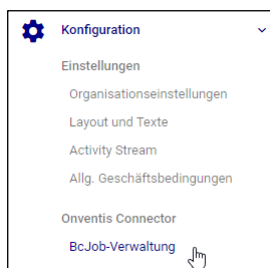 Konfiguration
Einstellungen
Organisationseinstellungen
Layout und Texte
Activity Stream
Allg. Geschäftsbedingungen
Onventis Connector
BcJob-Verwaltung